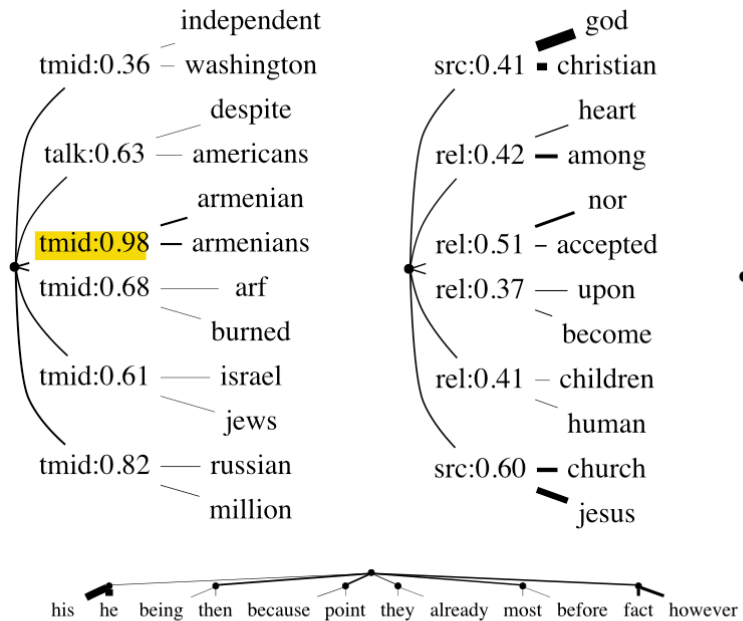 independent
tmid:0.36 washington
despite
talk:0.63 americans
armenian
tmid:0.98 armenians
tmid:0.68 arf
burned
tmid:0.61 israel
jews
tmid:0.82 russian
million
god
src:0.41 christian
heart
rel:0.42 among
nor
rel:0.51 accepted
rel:0.37 upon
become
rel:0.41 children
human
src:0.60 church
jesus
his he being then because point they already most before fact however